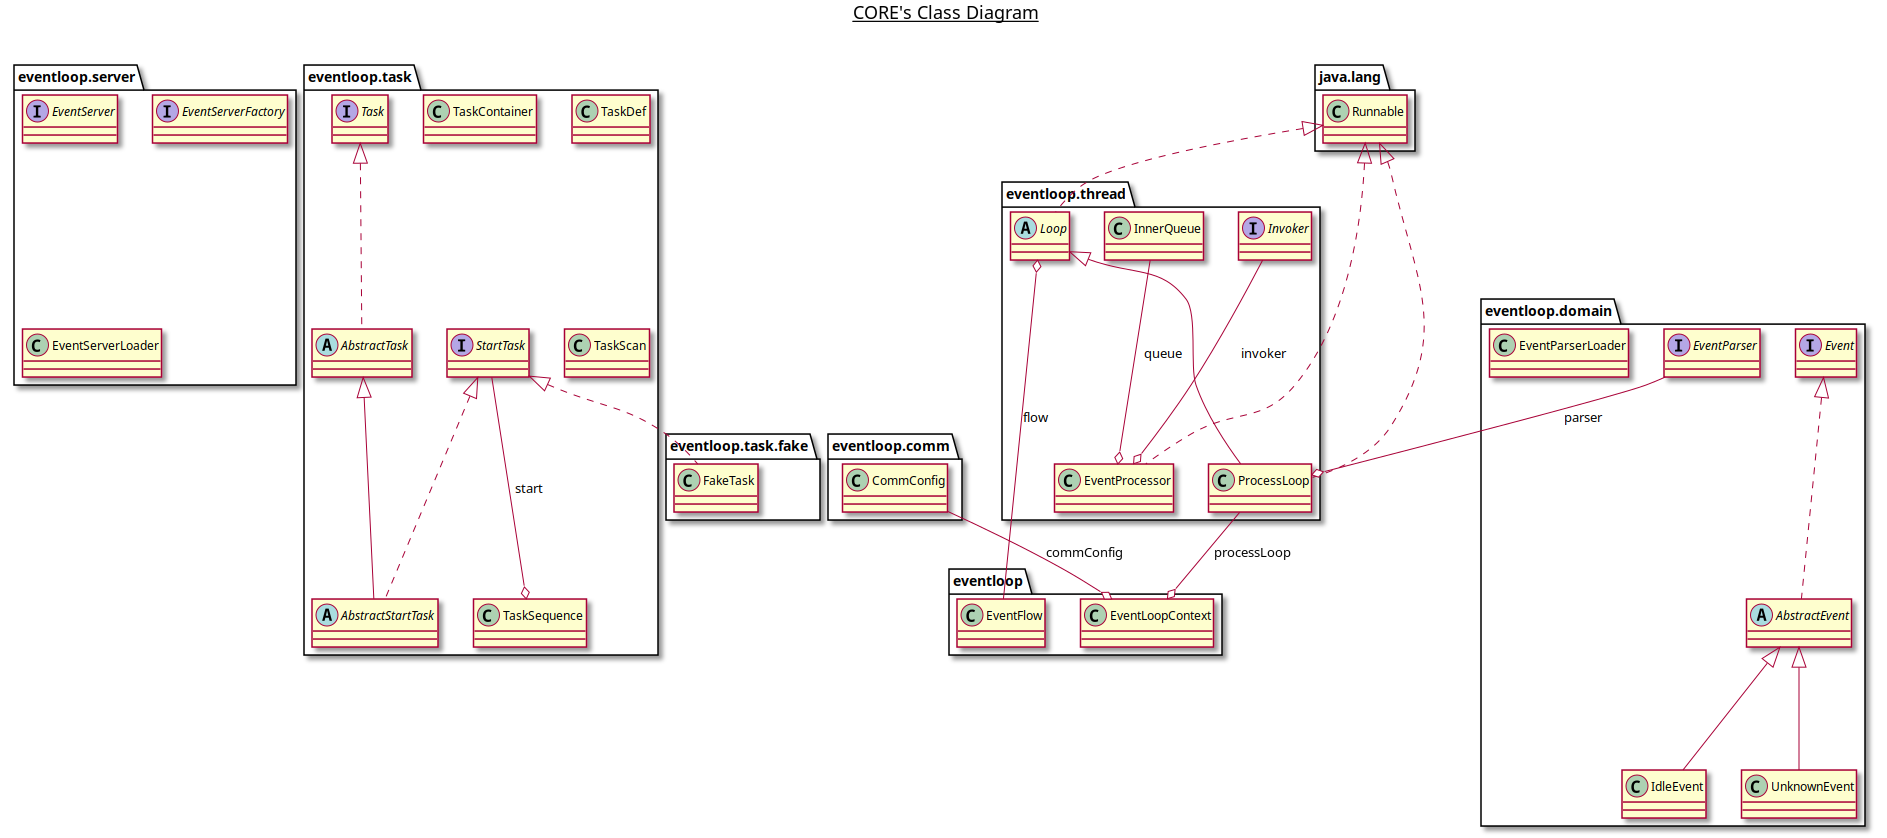 CORE's Class Diagram
eventloop.server
I EventServer
I EventServerFactory
C EventServerLoader
eventloop.task
I Task
C TaskContainer
C TaskDef
A AbstractTask
I StartTask
C TaskScan
start
A AbstractStartTask
C TaskSequence
eventloop.task.fake
C FakeTask
eventloop.comm
C CommConfig
java.lang
C Runnable
eventloop.thread
A Loop
C InnerQueue
I Invoker
queue
invoker
flow
C EventProcessor
C ProcessLoop
commConfig
processLoop
eventloop
C EventFlow
C EventLoopContext
eventloop.domain
C EventParserLoader
I EventParser
I Event
parser
A AbstractEvent
C IdleEvent
C UnknownEvent